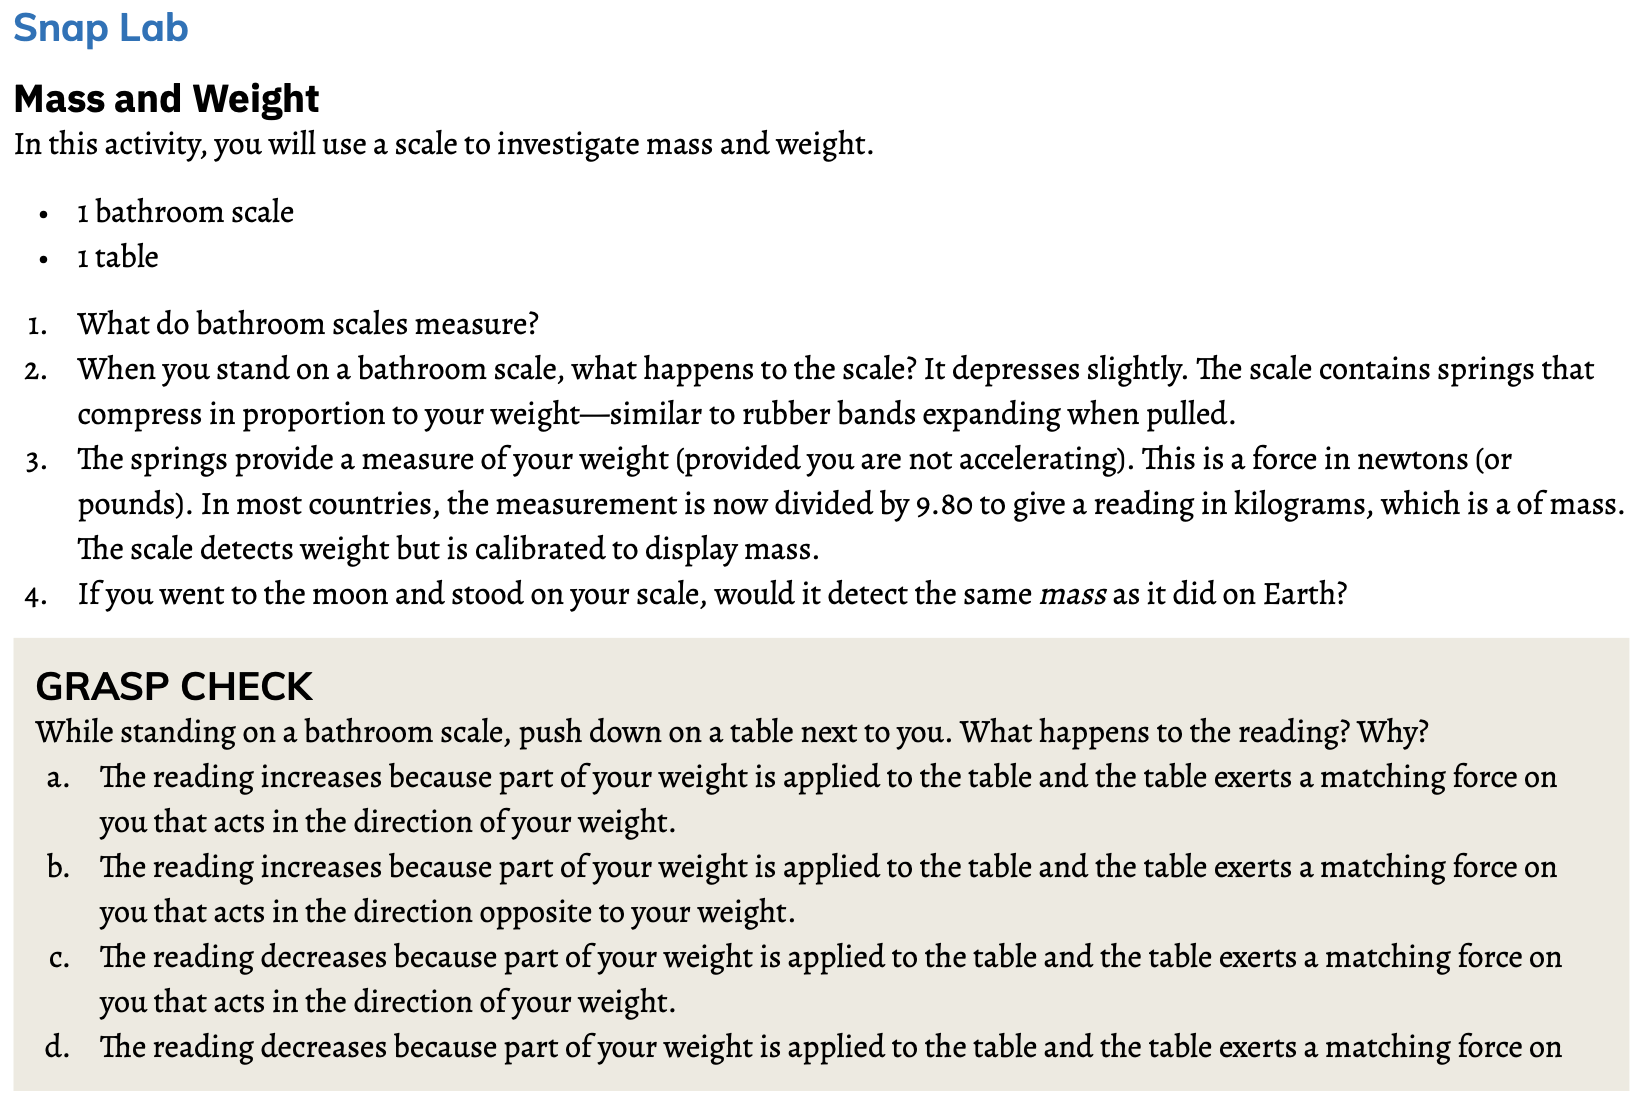 Snap Lab
Mass and Weight
In this activity, you will use a scale to investigate mass and weight.
• 1 bathroom scale
• 1 table
1. What do bathroom scales measure?
2. When you stand on a bathroom scale, what happens to the scale? It depresses slightly. The scale contains springs that
compress in proportion to your weight—similar to rubber bands expanding when pulled.
3. The springs provide a measure of your weight (provided you are not accelerating). This is a force in newtons (or
pounds). In most countries, the measurement is now divided by 9.80 to give a reading in kilograms, which is a of mass.
The scale detects weight but is calibrated to display mass.
4. If you went to the moon and stood on your scale, would it detect the same mass as it did on Earth?
GRASP CHECK
While standing on a bathroom scale, push down on a table next to you. What happens to the reading? Why?
a. The reading increases because part of your weight is applied to the table and the table exerts a matching force on
you that acts in the direction of your weight.
b. The reading increases because part of your weight is applied to the table and the table exerts a matching force on
you that acts in the direction opposite to your weight.
c. The reading decreases because part of your weight is applied to the table and the table exerts a matching force on
you that acts in the direction of your weight.
d. The reading decreases because part of your weight is applied to the table and the table exerts a matching force on